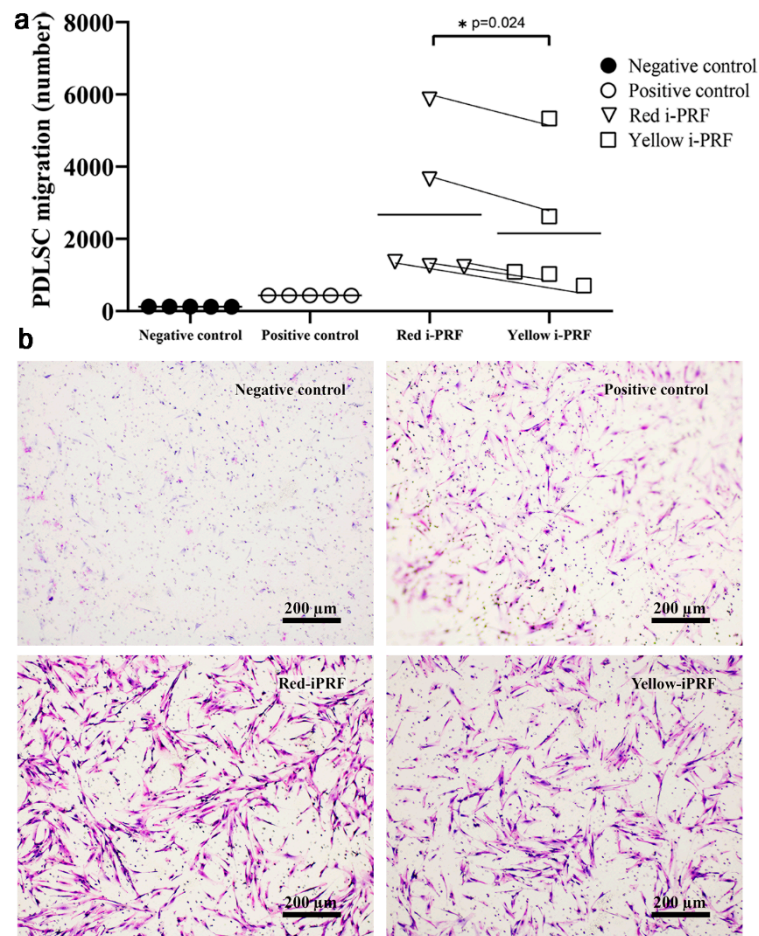 a
PDLSC migration (number)
8000
6000
4000
2000
0
* p=0.024
Negative control
Positive control
Red i-PRF
Yellow i-PRF
Negative control
Positive control
Red i-PRF
Yellow i-PRF
b
Negative control
200 µm
Positive control
200 µm
Red-iPRF
200 µm
Yellow-iPRF
200 µm